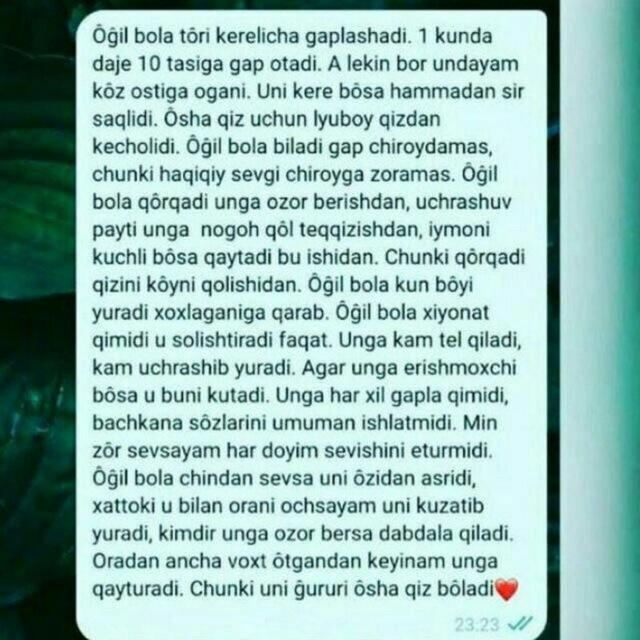 Ôĝil bola tôri kerelicha gaplashadi. 1 kunda
daje 10 tasiga gap otadi. A lekin bor undayam
kôz ostiga ogani. Uni kere bôsa hammadan sir
saqlidi. Ôsha qiz uchun lyuboy qizdan
kecholidi. Ôĝil bola biladi gap chiroydamas,
chunki haqiqiy sevgi chiroyga zoramas. Ôĝil
bola qôrqadi unga ozor berishdan, uchrashuv
payti unga nogoh qôl teqqizishdan, iymoni
kuchli bôsa qaytadi bu ishidan. Chunki qôrqadi
qizini kôyni qolishidan. Ôĝil bola kun bôyi
yuradi xoxlaganiga qarab. Ôĝil bola xiyonat
qimidi u solishtiradi faqat. Unga kam tel qiladi,
kam uchrashib yuradi. Agar unga erishmoxchi
bôsa u buni kutadi. Unga har xil gapla qimidi,
bachkana sôzlarini umuman ishlatmidi. Min
zôr sevsayam har doyim sevishini eturmidi.
Ôĝil bola chindan sevsa uni ôzidan asridi,
xattoki u bilan orani ochsayam uni kuzatib
yuradi, kimdir unga ozor bersa dabdala qiladi.
Oradan ancha voxt ôtgandan keyinam unga
qayturadi. Chunki uni ĝururi ôsha qiz bôladi❤️
23:23